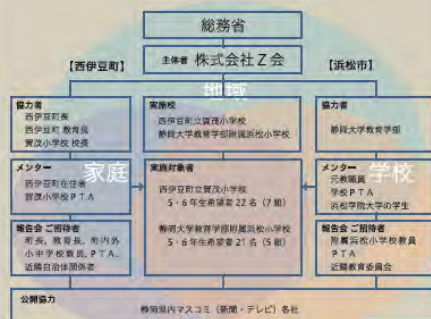 総務省
【西伊豆町】
主体者 株式会社Z会
【浜松市】
地域
協力者
西伊豆町長
西伊豆町 教育長
賀茂小学校 校長
実施校
西伊豆町立賀茂小学校
静岡大学教育学部附属浜松小学校
協力者
静岡大学教育学部
メンター
西伊豆町在住者
賀茂小学校PTA
家庭
実施対象者
西伊豆町立賀茂小学校
5・6年生希望者22名(7組)
静岡大学教育学部附属浜松小学校
5・6年生希望者21名(5組)
メンター
元教職員
学校PTA
浜松学院大学の学生
学校
報告会 ご招待者
町長、教育長、町内外
小中学校職員、PTA、
近隣自治体関係者
報告会 ご招待者
附属浜松小学校教員
PTA
近隣教育委員会
公開協力
静岡県内マスコミ(新聞・テレビ)各社